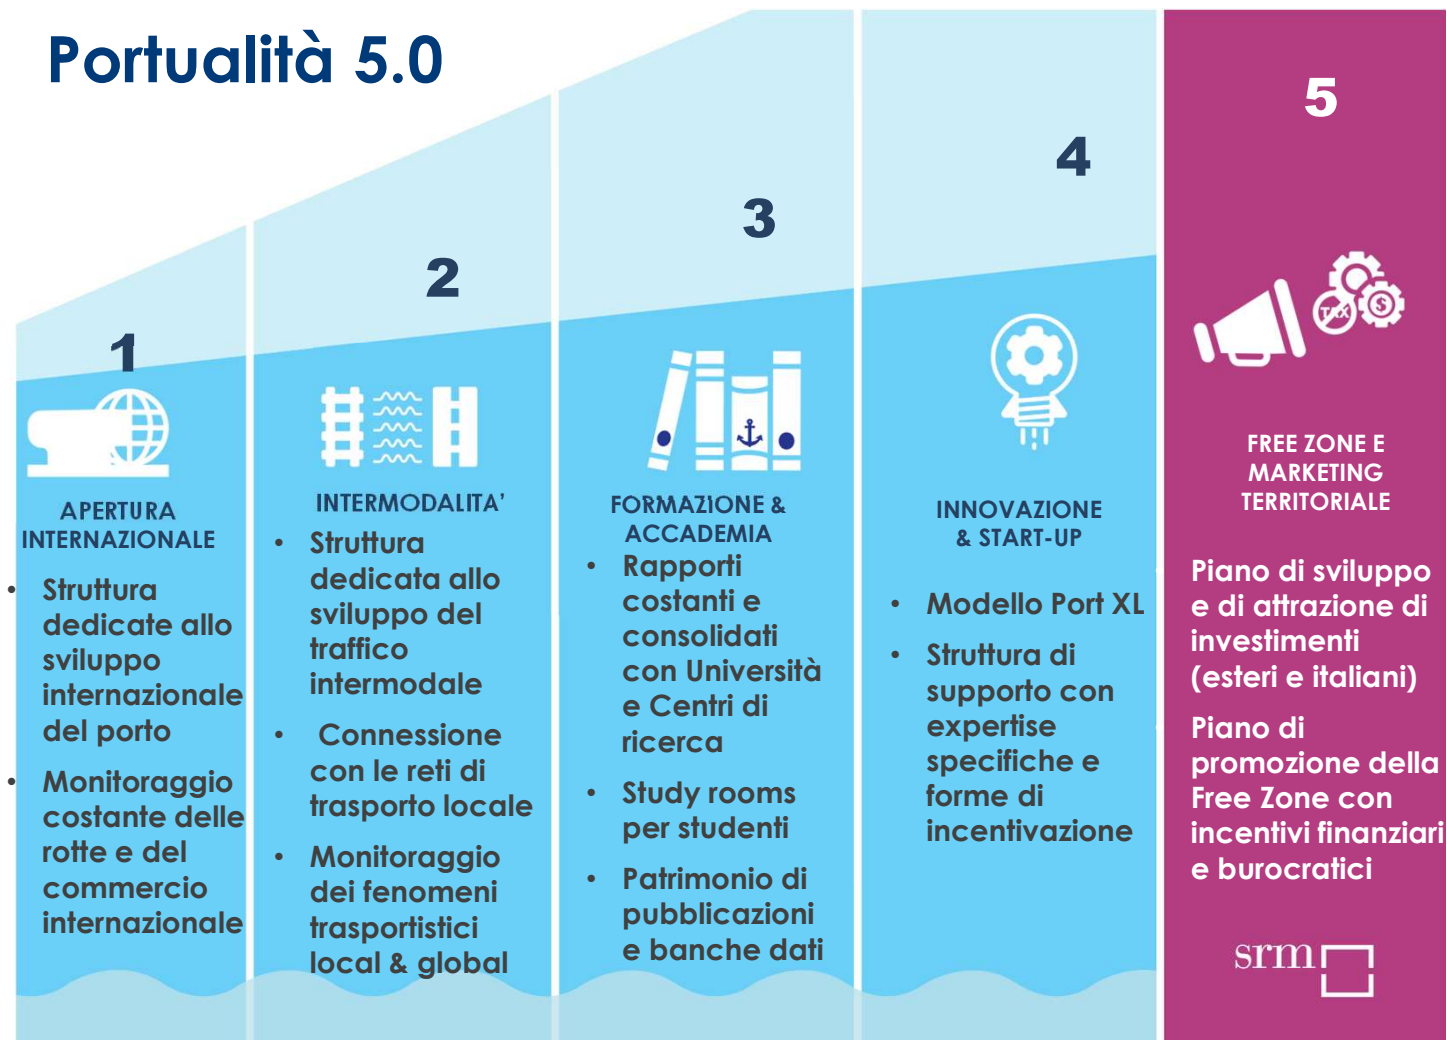 Portualità 5.0
1
APERTURA
INTERNAZIONALE
• Struttura
dedicate allo
sviluppo
internazionale
del porto
• Monitoraggio
costante delle
rotte e del
commercio
internazionale
2
INTERMODALITA’
• Struttura
dedicata allo
sviluppo del
traffico
intermodale
• Connessione
con le reti di
trasporto locale
• Monitoraggio
dei fenomeni
trasportistici
local & global
3
FORMAZIONE &
ACCADEMIA
• Rapporti
costanti e
consolidati
con Università
e Centri di
ricerca
• Study rooms
per studenti
• Patrimonio di
pubblicazioni
e banche dati
4
INNOVAZIONE
& START-UP
• Modello Port XL
• Struttura di
supporto con
expertise
specifiche e
forme di
incentivazione
5
TAX
$
FREE ZONE E
MARKETING
TERRITORIALE
Piano di sviluppo
e di attrazione di
investimenti
(esteri e italiani)
Piano di
promozione della
Free Zone con
incentivi finanziari
e burocratici
srm